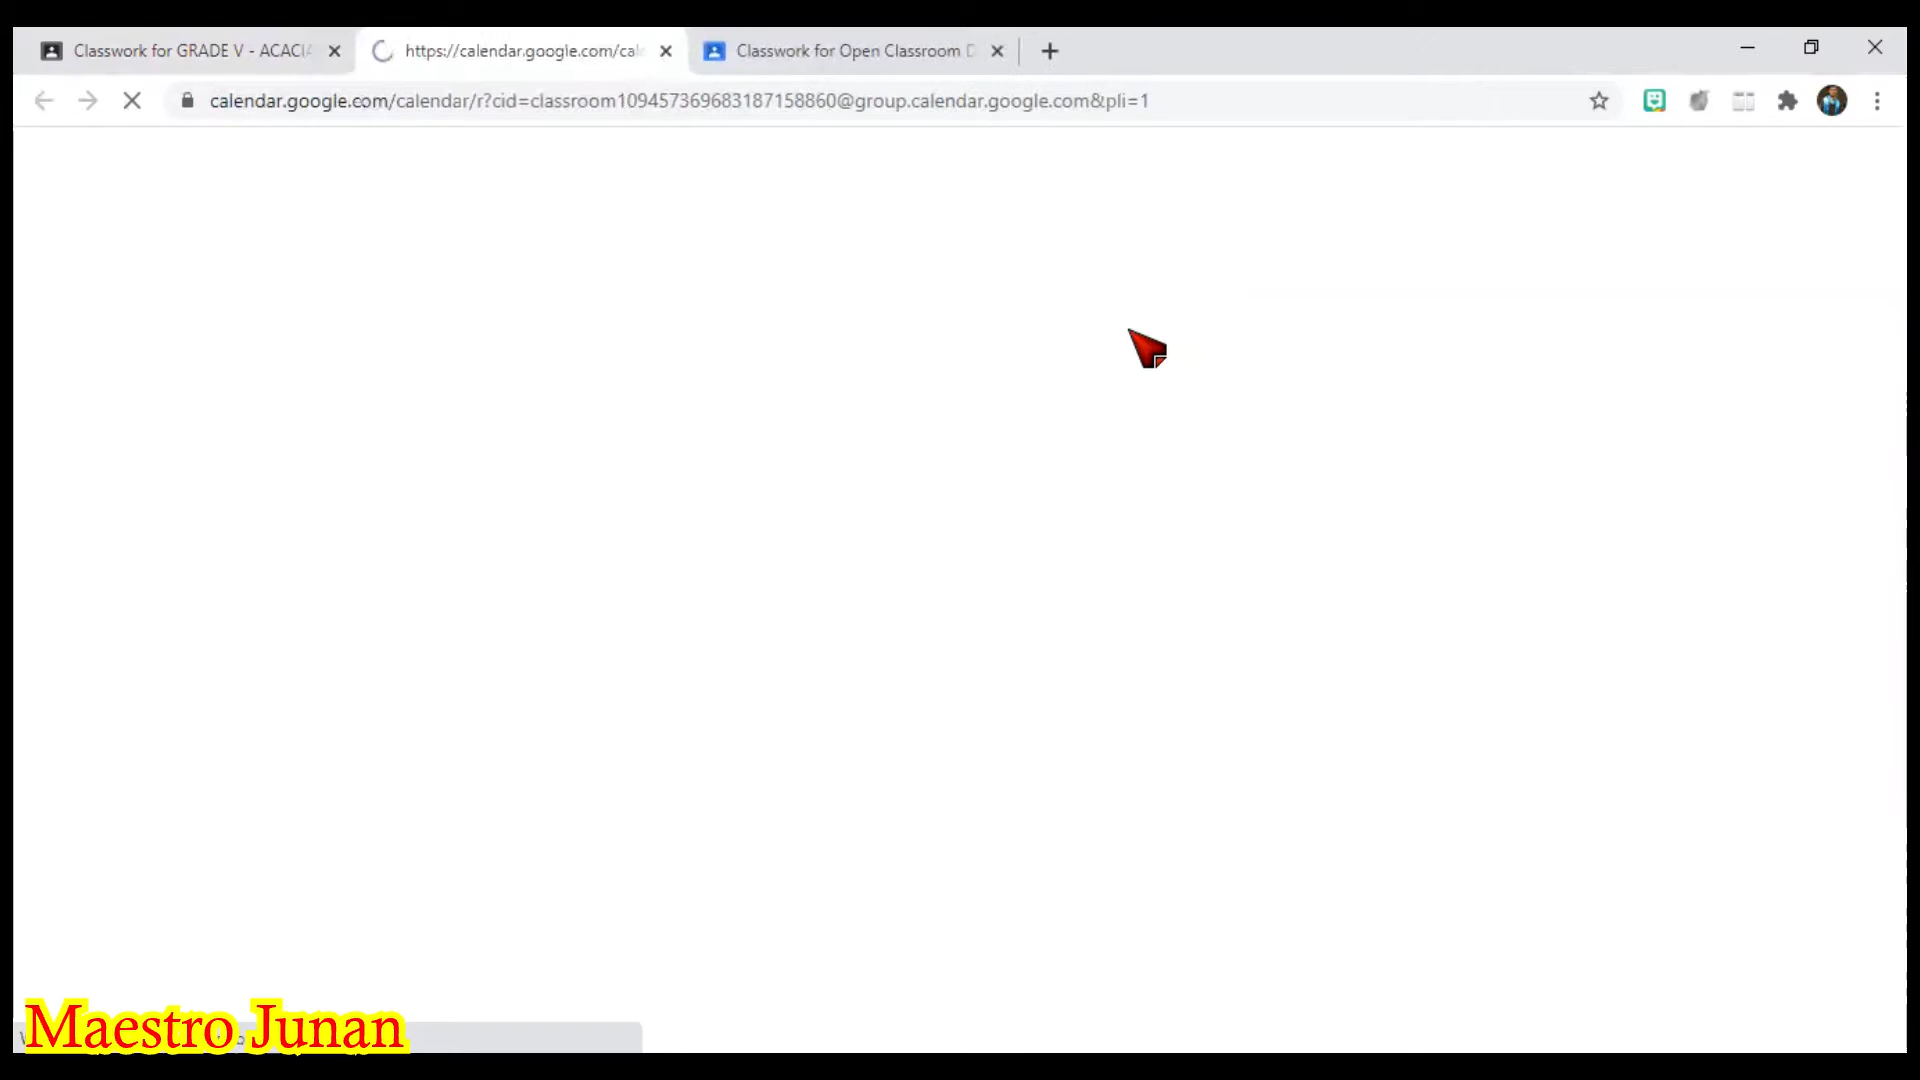 Classwork for GRADE V - ACACIA
https://calendar.google.com/cal
Classwork for Open Classroom D
calendar.google.com/calendar/r?cid=classroom109457369683187158860@group.calendar.google.com&pli=1
Maestro Junan